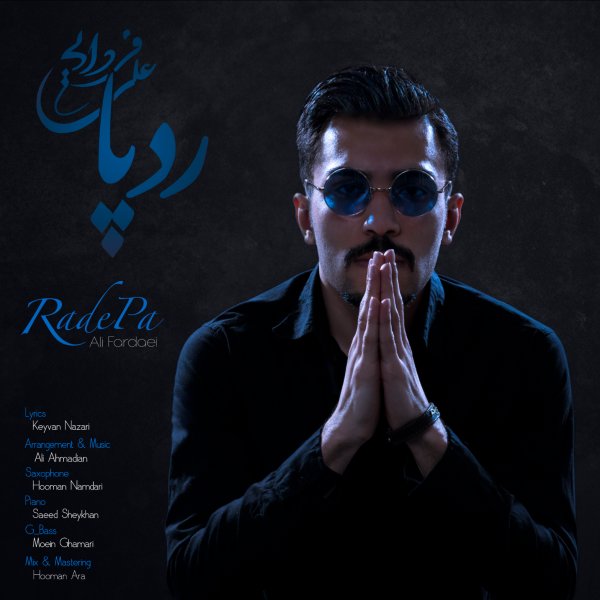 علی فردایی
رد پا
RadePa
Ali Fardaei
Lyrics
Keyvan Nazari
Arrangement & Music
Ali Ahmadian
Saxophone
Hooman Namdari
Piano
Saeed Sheykhan
G_Bass
Moein Ghamari
Mix & Mastering
Hooman Ara